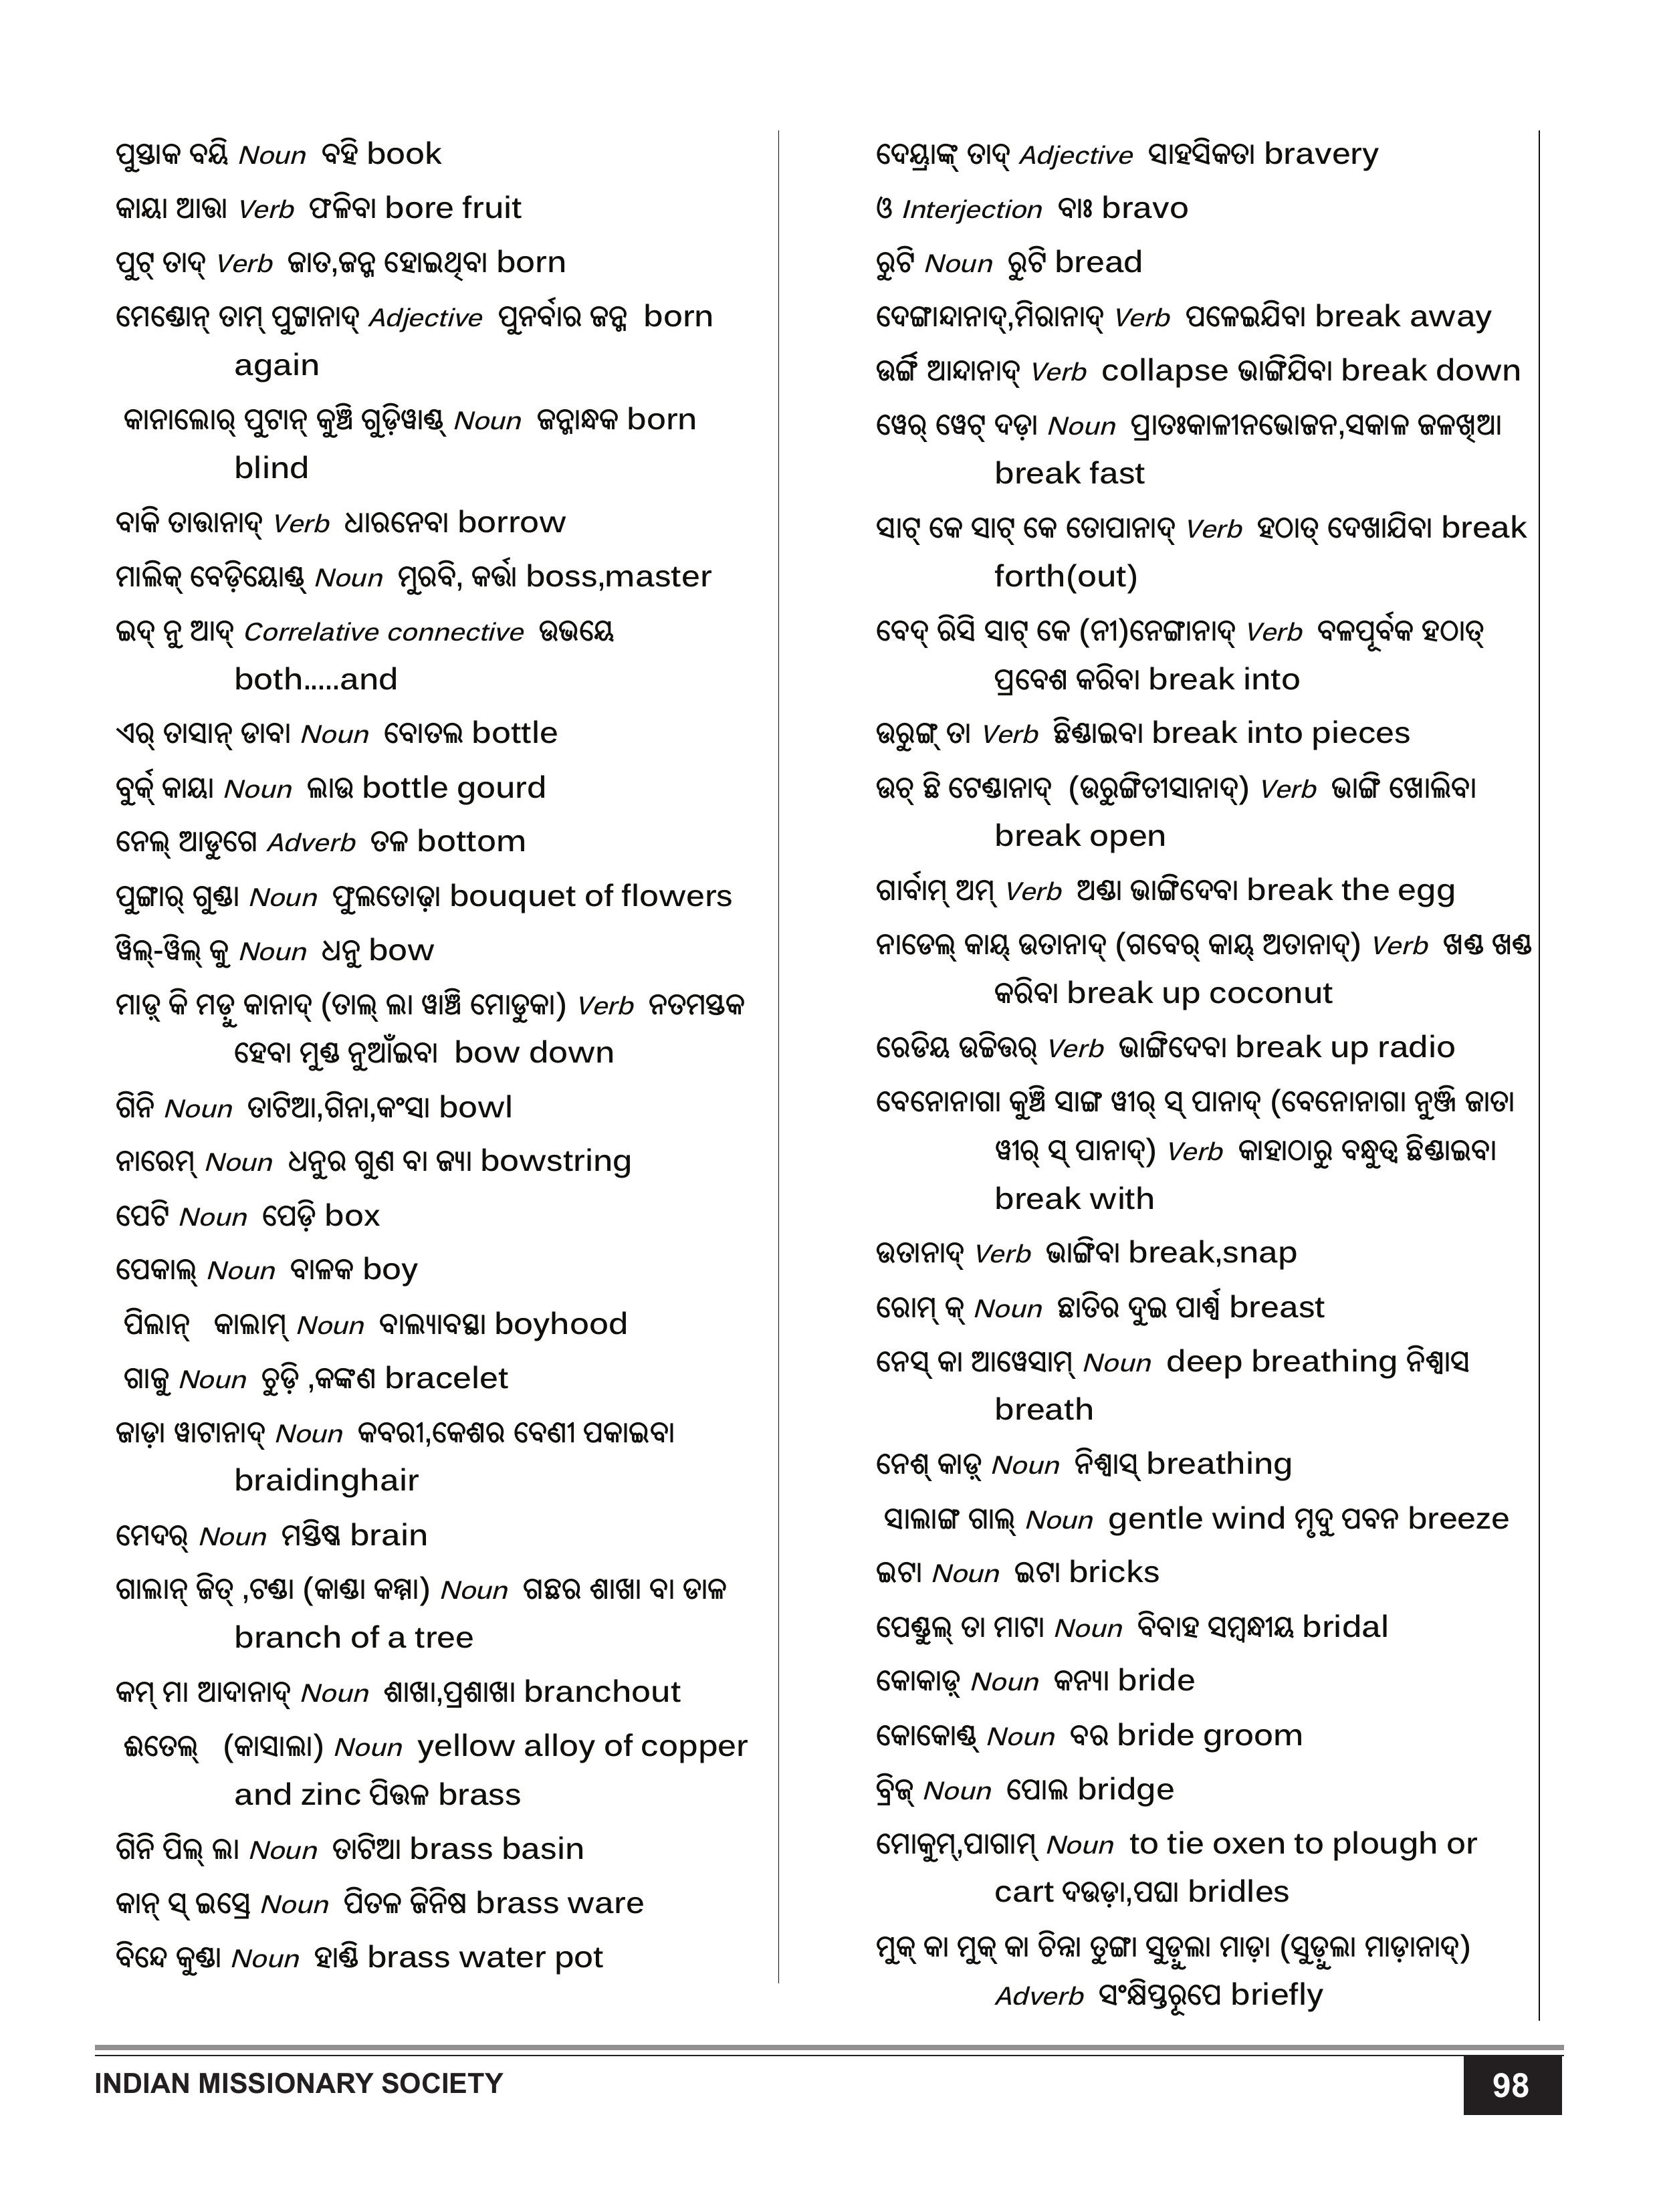 ପୁସ୍ତାକ ବୟି Noun ବହି book
କାୟା ଆତ୍ତା Verb ଫଳିବା bore fruit
ପୁଟ୍ ତାଦ୍ Verb ଜାତ,ଜନ୍ମ ହୋଇଥିବା born
ମେଣ୍ଡୋନ୍ ତାମ୍ ପୁଟ୍ଟାନାଦ୍ Adjective ପୁନର୍ବାର ଜନ୍ମ born
again
କାନାଲୋର୍ ପୁଟାନ୍ କୁଞ୍ଚି ଗୁଡ଼ିୱାଣ୍ଡ୍ Noun ଜନ୍ମାନ୍ଧକ born
blind
ବାକି ତାତ୍ତାନାଦ୍ Verb ଧାରନେବା borrow
ମାଲିକ୍ ବେଡ଼ିୟୋଣ୍ଡ୍ Noun ମୁରବି, କର୍ତ୍ତା boss,master
ଇଦ୍ ନୁ ଆଦ୍ Correlative connective ଉଭୟେ
both.....and
ଏର୍ ତାସାନ୍ ଡାବା Noun ବୋତଲ bottle
ବୁର୍କ୍ କାୟା Noun ଲାଉ bottle gourd
ନେଲ୍ ଆଡୁଗେ Adverb ତଳ bottom
ପୁଙ୍ଗାର୍ ଗୁଣ୍ଡା Noun ଫୁଲତୋଢ଼ା bouquet of flowers
ୱିଲ୍-ୱିଲ୍ କୁ Noun ଧନୁ bow
ମାଡ଼୍ କି ମଡ଼ୁ କାନାଦ୍ (ତାଲ୍ ଲା ୱାଞ୍ଚି ମୋଡୁକା) Verb ନତମସ୍ତକ
ହେବା ମୁଣ୍ଡ ନୁଆଁଇବା bow down
ଗିନି Noun ତାଟିଆ,ଗିନା,କଂସା bowl
ନାରେମ୍ Noun ଧନୁର ଗୁଣ ବା ଜ୍ୟା bowstring
ପେଟି Noun ପେଡ଼ି box
ପେକାଲ୍ Noun ବାଳକ boy
ପିଲାନ୍ କାଲାମ୍ Noun ବାଲ୍ୟାବସ୍ଥା boyhood
ଗାଜୁ Noun ଚୁଡ଼ି ,କଙ୍କଣ bracelet
ଜାଡ଼ା ୱାଟାନାଦ୍ Noun କବରୀ,କେଶର ବେଣୀ ପକାଇବା
braidinghair
ମେଦର୍ Noun ମସ୍ତିଷ୍କ brain
ଗାଲାନ୍ ଜିତ୍ ,ଟଣ୍ଡା (କାଣ୍ଡା କମ୍ମା) Noun ଗଛର ଶାଖା ବା ଡାଳ
branch of a tree
କମ୍ ମା ଆଦାନାଦ୍ Noun ଶାଖା,ପ୍ରଶାଖା branchout
ଈତେଲ୍ (କାସାଲା) Noun yellow alloy of copper
and zinc ପିଉଳ brass
ଗିନି ପିଲ୍ ଲା Noun ତାଟିଆ brass basin
କାନ୍ ସ୍ ଇସ୍ରେ Noun ପିତଳ ଜିନିଷ brass ware
ବିନ୍ଦେ କୁଣ୍ଡା Noun ହାଣ୍ଡି brass water pot
ଦେୟ୍ରାଙ୍କ୍ ତାଦ୍ Adjective ସାହସିକତା bravery
ଓ Interjection ବାଃ bravo
ରୁଟି Noun ରୁଟି bread
ଦେଙ୍ଗାନ୍ଦାନାଦ୍,ମିରାନାଦ୍ Verb ପଳେଇଯିବା break away
ଉର୍ଙ୍ଗି ଆନ୍ଦାନାଦ୍ Verb collapse ଭାଙ୍ଗିଯିବା break down
ୱେର୍ ୱେଟ୍ ଦଡ଼ା Noun ପ୍ରାତଃକାଳୀନଭୋଜନ,ସକାଳ ଜଳଖିଆ
break fast
ସାଟ୍ କେ ସାଟ୍ କେ ତୋପାନାଦ୍ Verb ହଠାତ୍ ଦେଖାଯିବା break
forth(out)
ବେଦ୍ ରିସି ସାଟ୍ କେ (ନୀ)ନେଙ୍ଗାନାଦ୍ Verb ବଳପୂର୍ବକ ହଠାତ୍
ପ୍ରବେଶ କରିବା break into
ଉରୁଙ୍ଗ୍ ତା Verb ଛିଣ୍ଡାଇବା break into pieces
ଉଚ୍ ଛି ଟେଣ୍ଡାନାଦ୍ (ଉରୁଙ୍ଗିତୀସାନାଦ୍) Verb ଭାଙ୍ଗି ଖୋଲିବା
break open
ଗାର୍ବାମ୍ ଅମ୍ Verb ଅଣ୍ଡା ଭାଙ୍ଗିଦେବା break the egg
ନାଡେଲ୍ କାୟ୍ ଉତାନାଦ୍ (ଗବେର୍ କାୟ୍ ଅତାନାଦ୍) Verb ଖଣ୍ଡ ଖଣ୍ଡ
କରିବା break up coconut
ରେଡିୟ ଉଚ୍ଚିତ୍ତର୍ Verb ଭାଙ୍ଗିଦେବା break up radio
ବେନୋନାଗା କୁଞ୍ଚି ସାଙ୍ଗ ୱୀର୍ ସ୍ ପାନାଦ୍ (ବେନୋନାଗା ନୁଞ୍ଜି ଜାତା
ୱୀର୍ ସ୍ ପାନାଦ୍) Verb କାହାଠାରୁ ବନ୍ଧୁତ୍ୱ ଛିଣ୍ଡାଇବା
break with
ଉତାନାଦ୍ Verb ଭାଙ୍ଗିବା break,snap
ରୋମ୍ କ୍ Noun ଛାତିର ଦୁଇ ପାର୍ଶ୍ୱ breast
ନେସ୍ କା ଆୱେସାମ୍ Noun deep breathing ନିଶ୍ୱାସ
breath
ନେଶ୍ କାଡ଼୍ Noun ନିଶ୍ୱାସ୍ breathing
ସାଲାଙ୍ଗ ଗାଲ୍ Noun gentle wind ମୃଦୁ ପବନ breeze
ଇଟା Noun ଇଟା bricks
ପେଣ୍ଡୁଲ୍ ତା ମାଟା Noun ବିବାହ ସମ୍ବନ୍ଧୀୟ bridal
କୋକାଡ଼୍ Noun କନ୍ୟା bride
କୋକୋଣ୍ଡ୍ Noun ବର bride groom
ବ୍ରିଜ୍ Noun ପୋଲ bridge
ମୋକୁମ୍,ପାଗାମ୍ Noun to tie oxen to plough or
cart ଦଉଡ଼ା,ପଘା bridles
ମୁକ୍ କା ମୁକ୍ କା ଚିନ୍ନା ତୁଙ୍ଗା ସୁଡ଼ୁଲା ମାଡ଼ା (ସୁଡ଼ୁଲା ମାଡ଼ାନାଦ୍)
Adverb ସଂକ୍ଷିପ୍ତରୂପେ briefly
INDIAN MISSIONARY SOCIETY
98